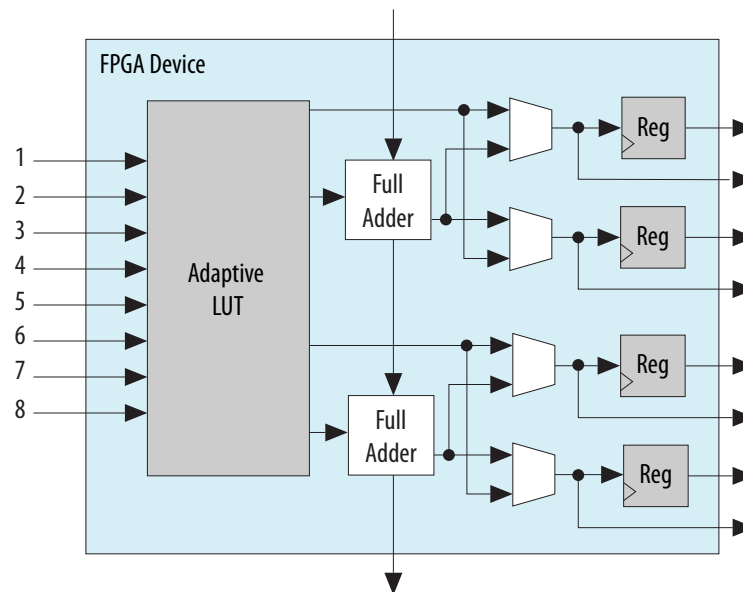 FPGA Device
1
2
3
4
5
6
7
8
Adaptive
LUT
Full
Adder
Full
Adder
Reg
Reg
Reg
Reg